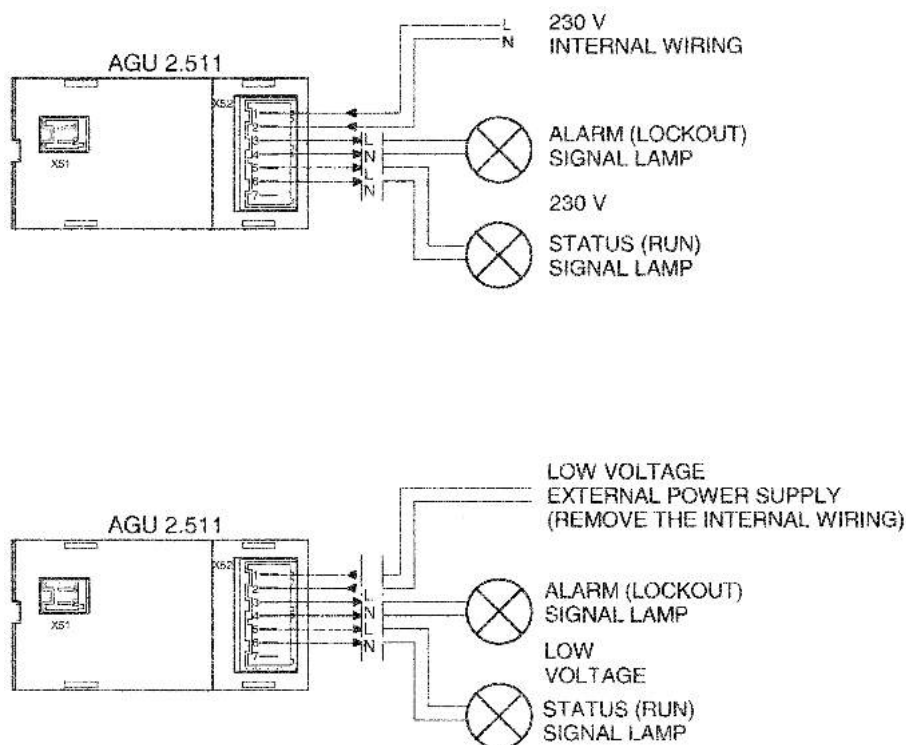 L
230 V
N
INTERNAL WIRING
AGU 2.511
X52
1
2
3
4
5
6
7
X51
L
N
L
N
ALARM (LOCKOUT)
SIGNAL LAMP
230 V
STATUS (RUN)
SIGNAL LAMP
LOW VOLTAGE
EXTERNAL POWER SUPPLY
(REMOVE THE INTERNAL WIRING)
AGU 2.511
X52
1
2
3
4
5
6
7
X51
L
N
L
N
ALARM (LOCKOUT)
SIGNAL LAMP
LOW
VOLTAGE
STATUS (RUN)
SIGNAL LAMP